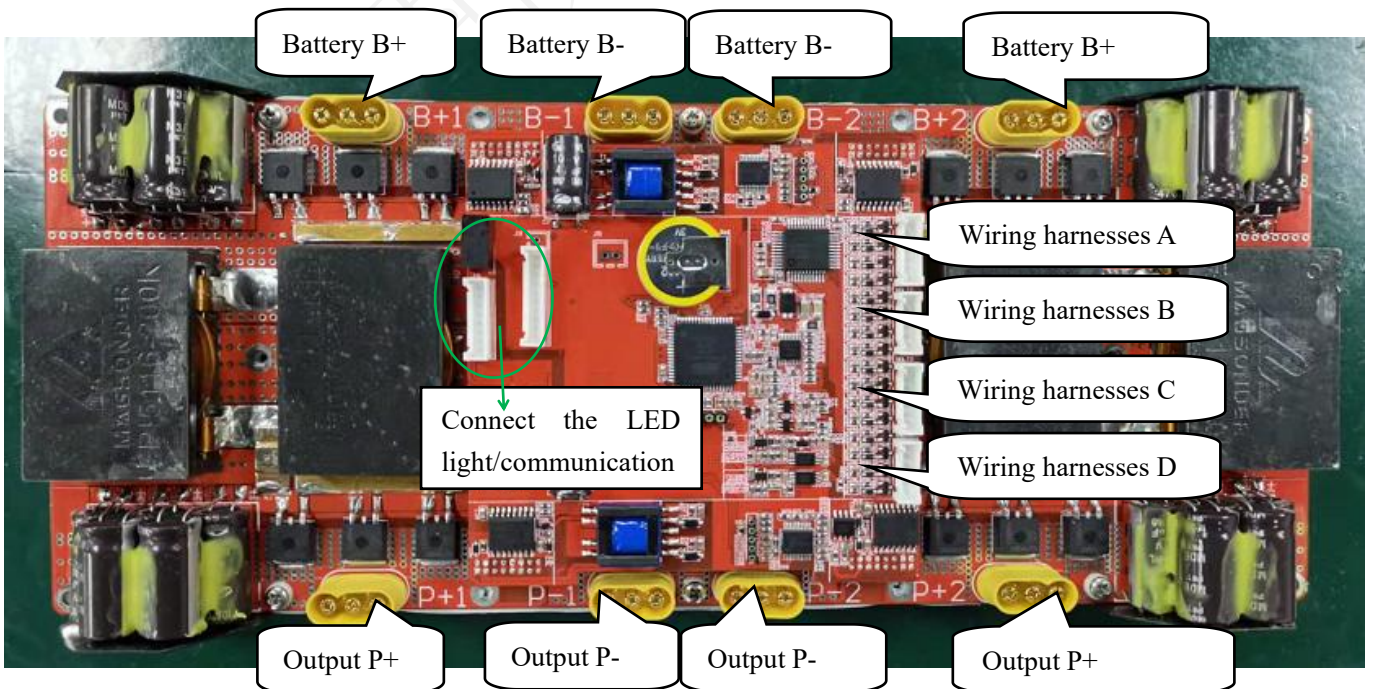 Battery B+
Battery B-
Battery B-
Battery B+
B+1
B-1
B-2
B+2
Wiring harnesses A
Wiring harnesses B
Wiring harnesses C
Wiring harnesses D
Connect the LED
light/communication
P+1
P-1
P-2
P+2
Output P+
Output P-
Output P-
Output P+